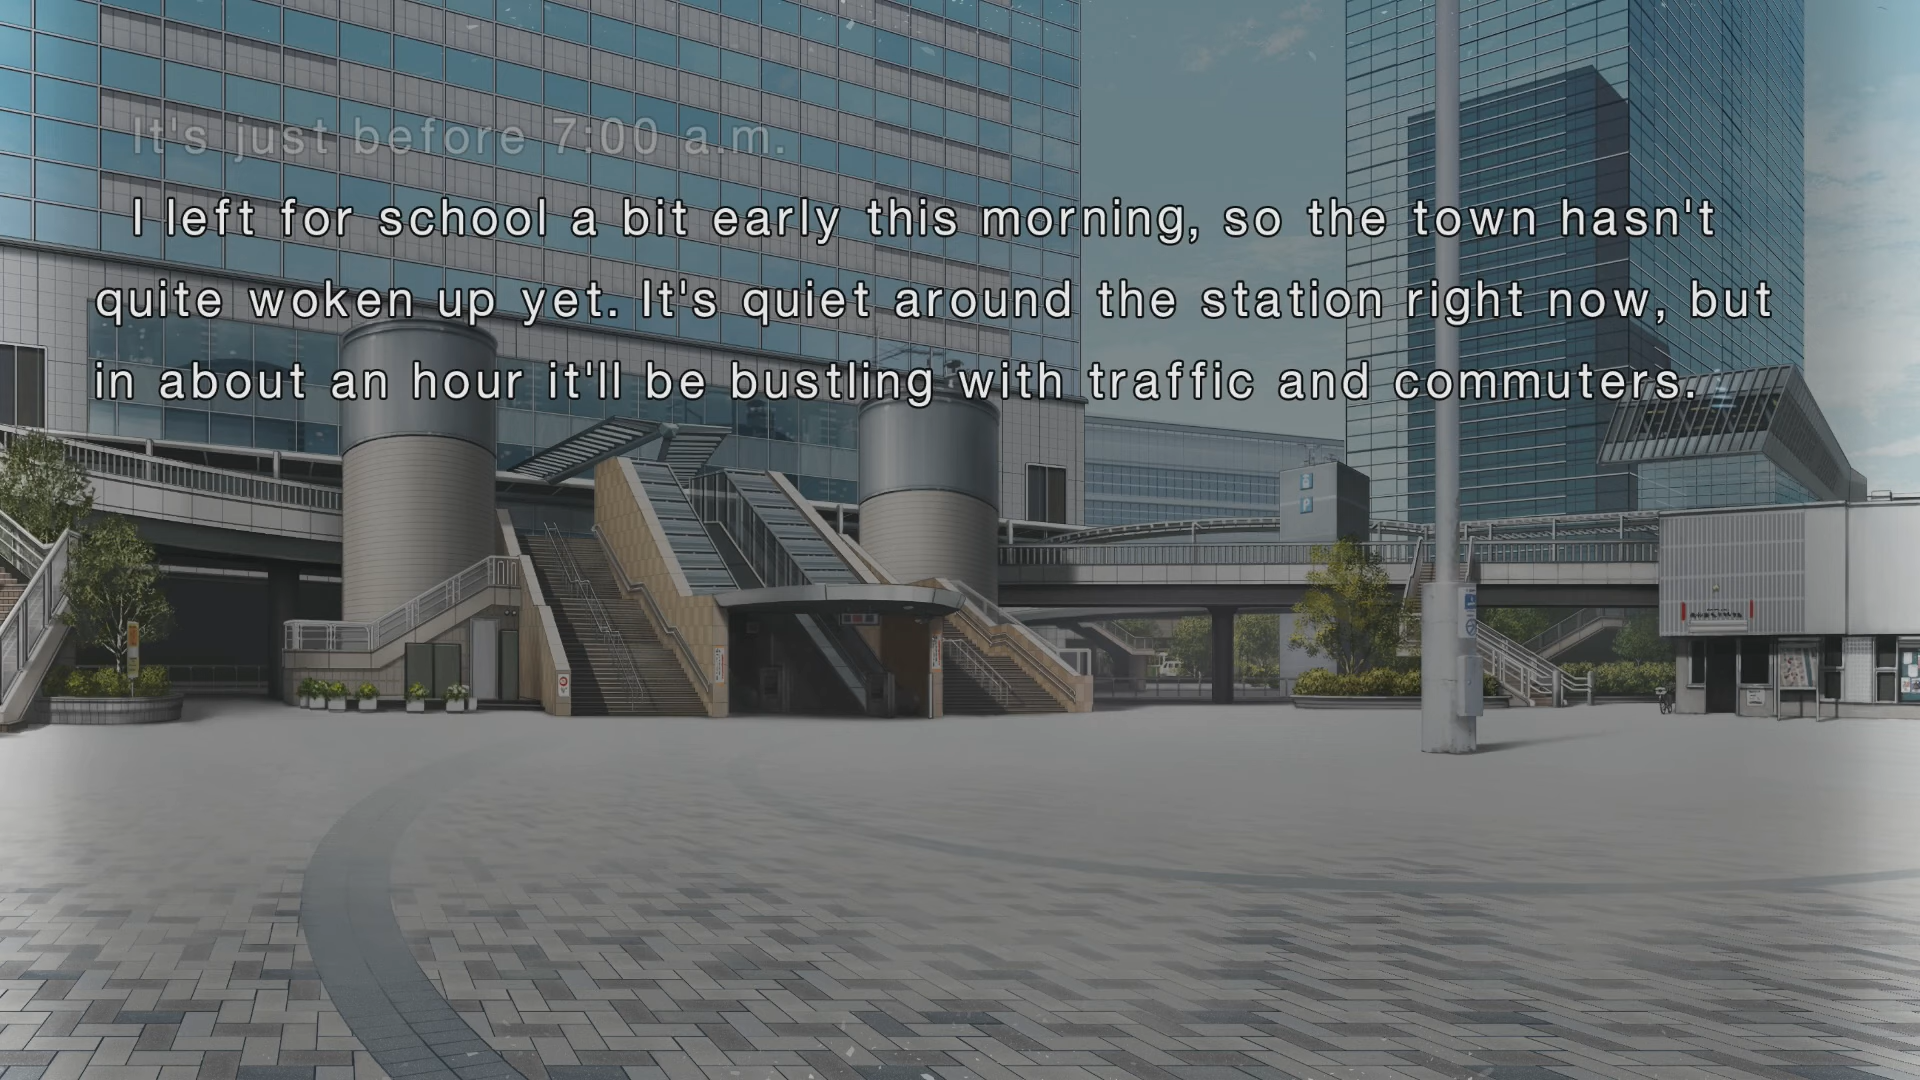 It's just before 7:00 a.m.
I left for school a bit early this morning, so the town hasn't
quite woken up yet. It's quiet around the station right now, but
in about an hour it'll be bustling with traffic and commuters.